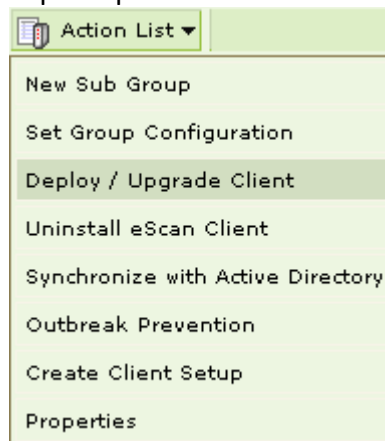 Action List
New Sub Group
Set Group Configuration
Deploy / Upgrade Client
Uninstall eScan Client
Synchronize with Active Directory
Outbreak Prevention
Create Client Setup
Properties